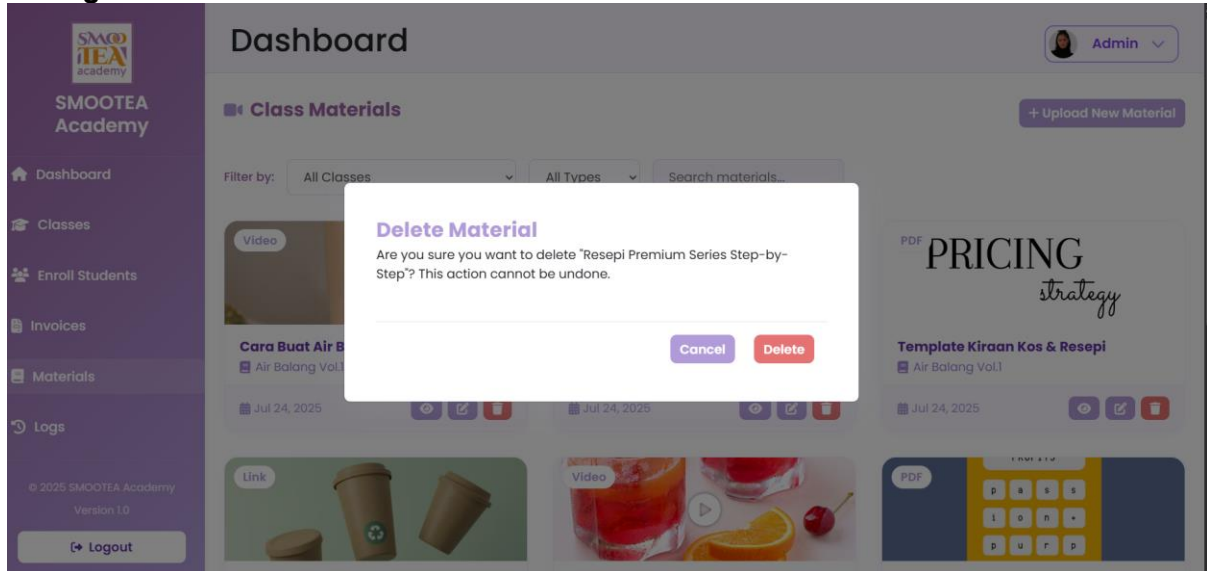 SMOO
TEA
academy
SMOOTEA
Academy
Dashboard
Classes
Enroll Students
Invoices
Materials
Logs
© 2025 SMOOTEA Academy
Version 1.0
Logout
Dashboard
Admin
Class Materials
+ Upload New Material
Filter by:
All Classes
All Types
Search materials...
Delete Material
Are you sure you want to delete "Resepi Premium Series Step-by-
Step"? This action cannot be undone.
Cancel
Delete
Video
Cara Buat Air B
Air Balang Vol.1
Jul 24, 2025
Jul 24, 2025
PDF
PRICING
strategy
Template Kiraan Kos & Resepi
Air Balang Vol.1
Jul 24, 2025
Link
Video
PDF
p a s s
i o n +
p u r p